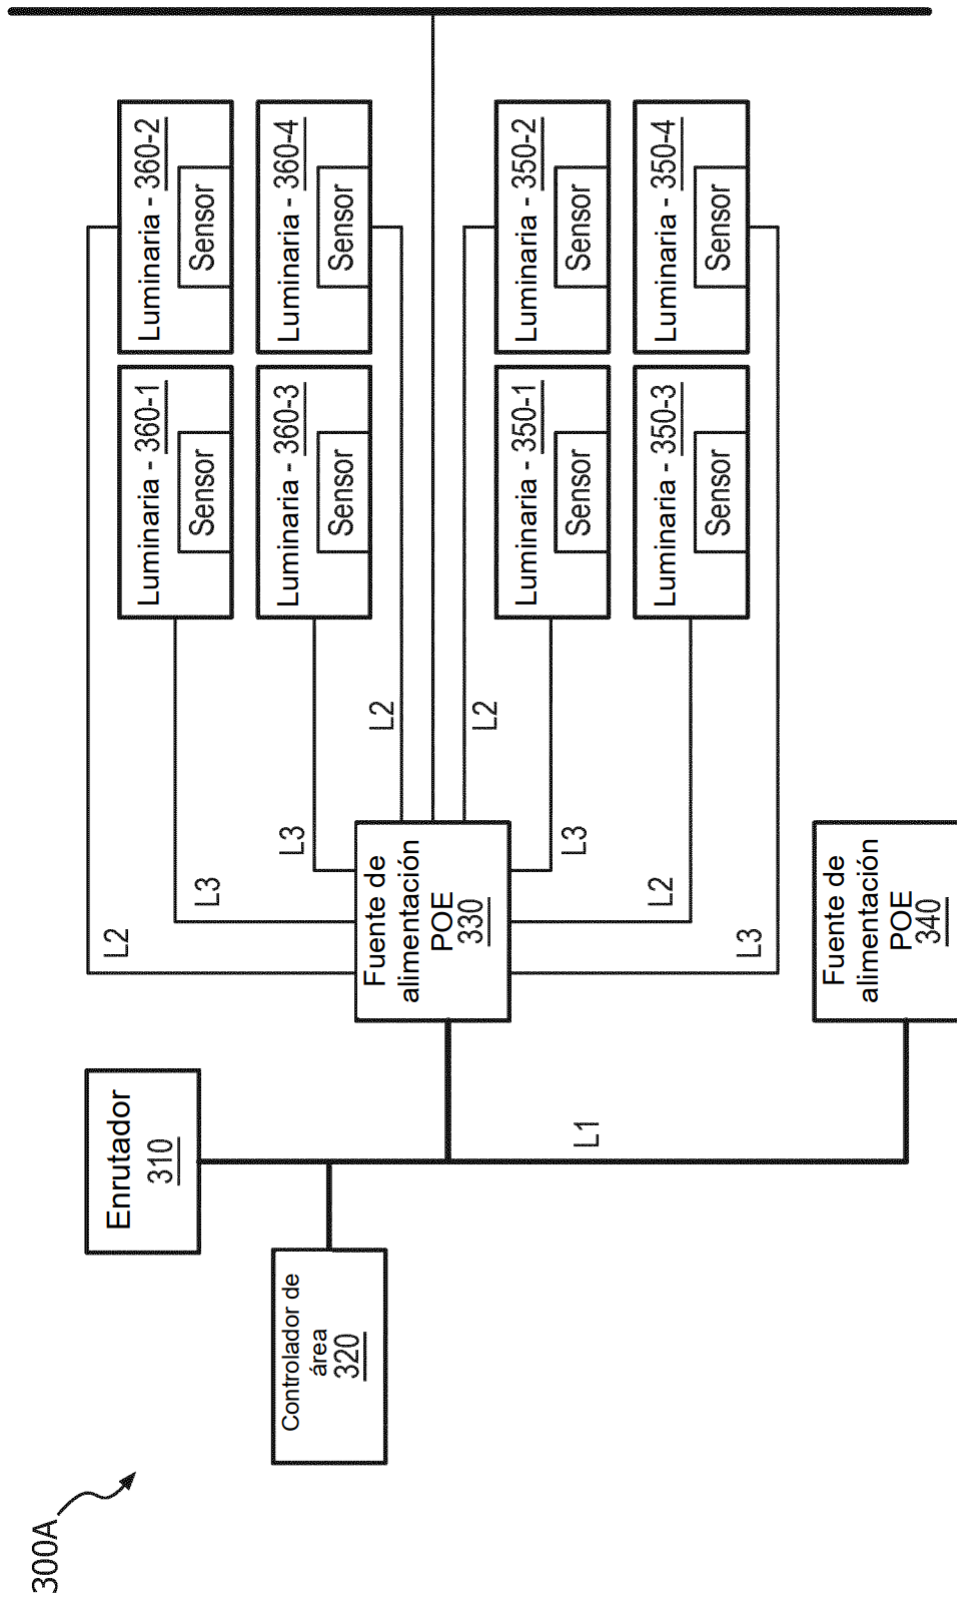 300A
Enrutador
310
Controlador de
área
320
L1
Fuente de
alimentación
POE
330
Fuente de
alimentación
POE
340
L2
L3
L3
L2
L2
L3
L2
L3
Luminaria - 360-1
Sensor
Luminaria - 360-2
Sensor
Luminaria - 360-3
Sensor
Luminaria - 360-4
Sensor
Luminaria - 350-1
Sensor
Luminaria - 350-2
Sensor
Luminaria - 350-3
Sensor
Luminaria - 350-4
Sensor